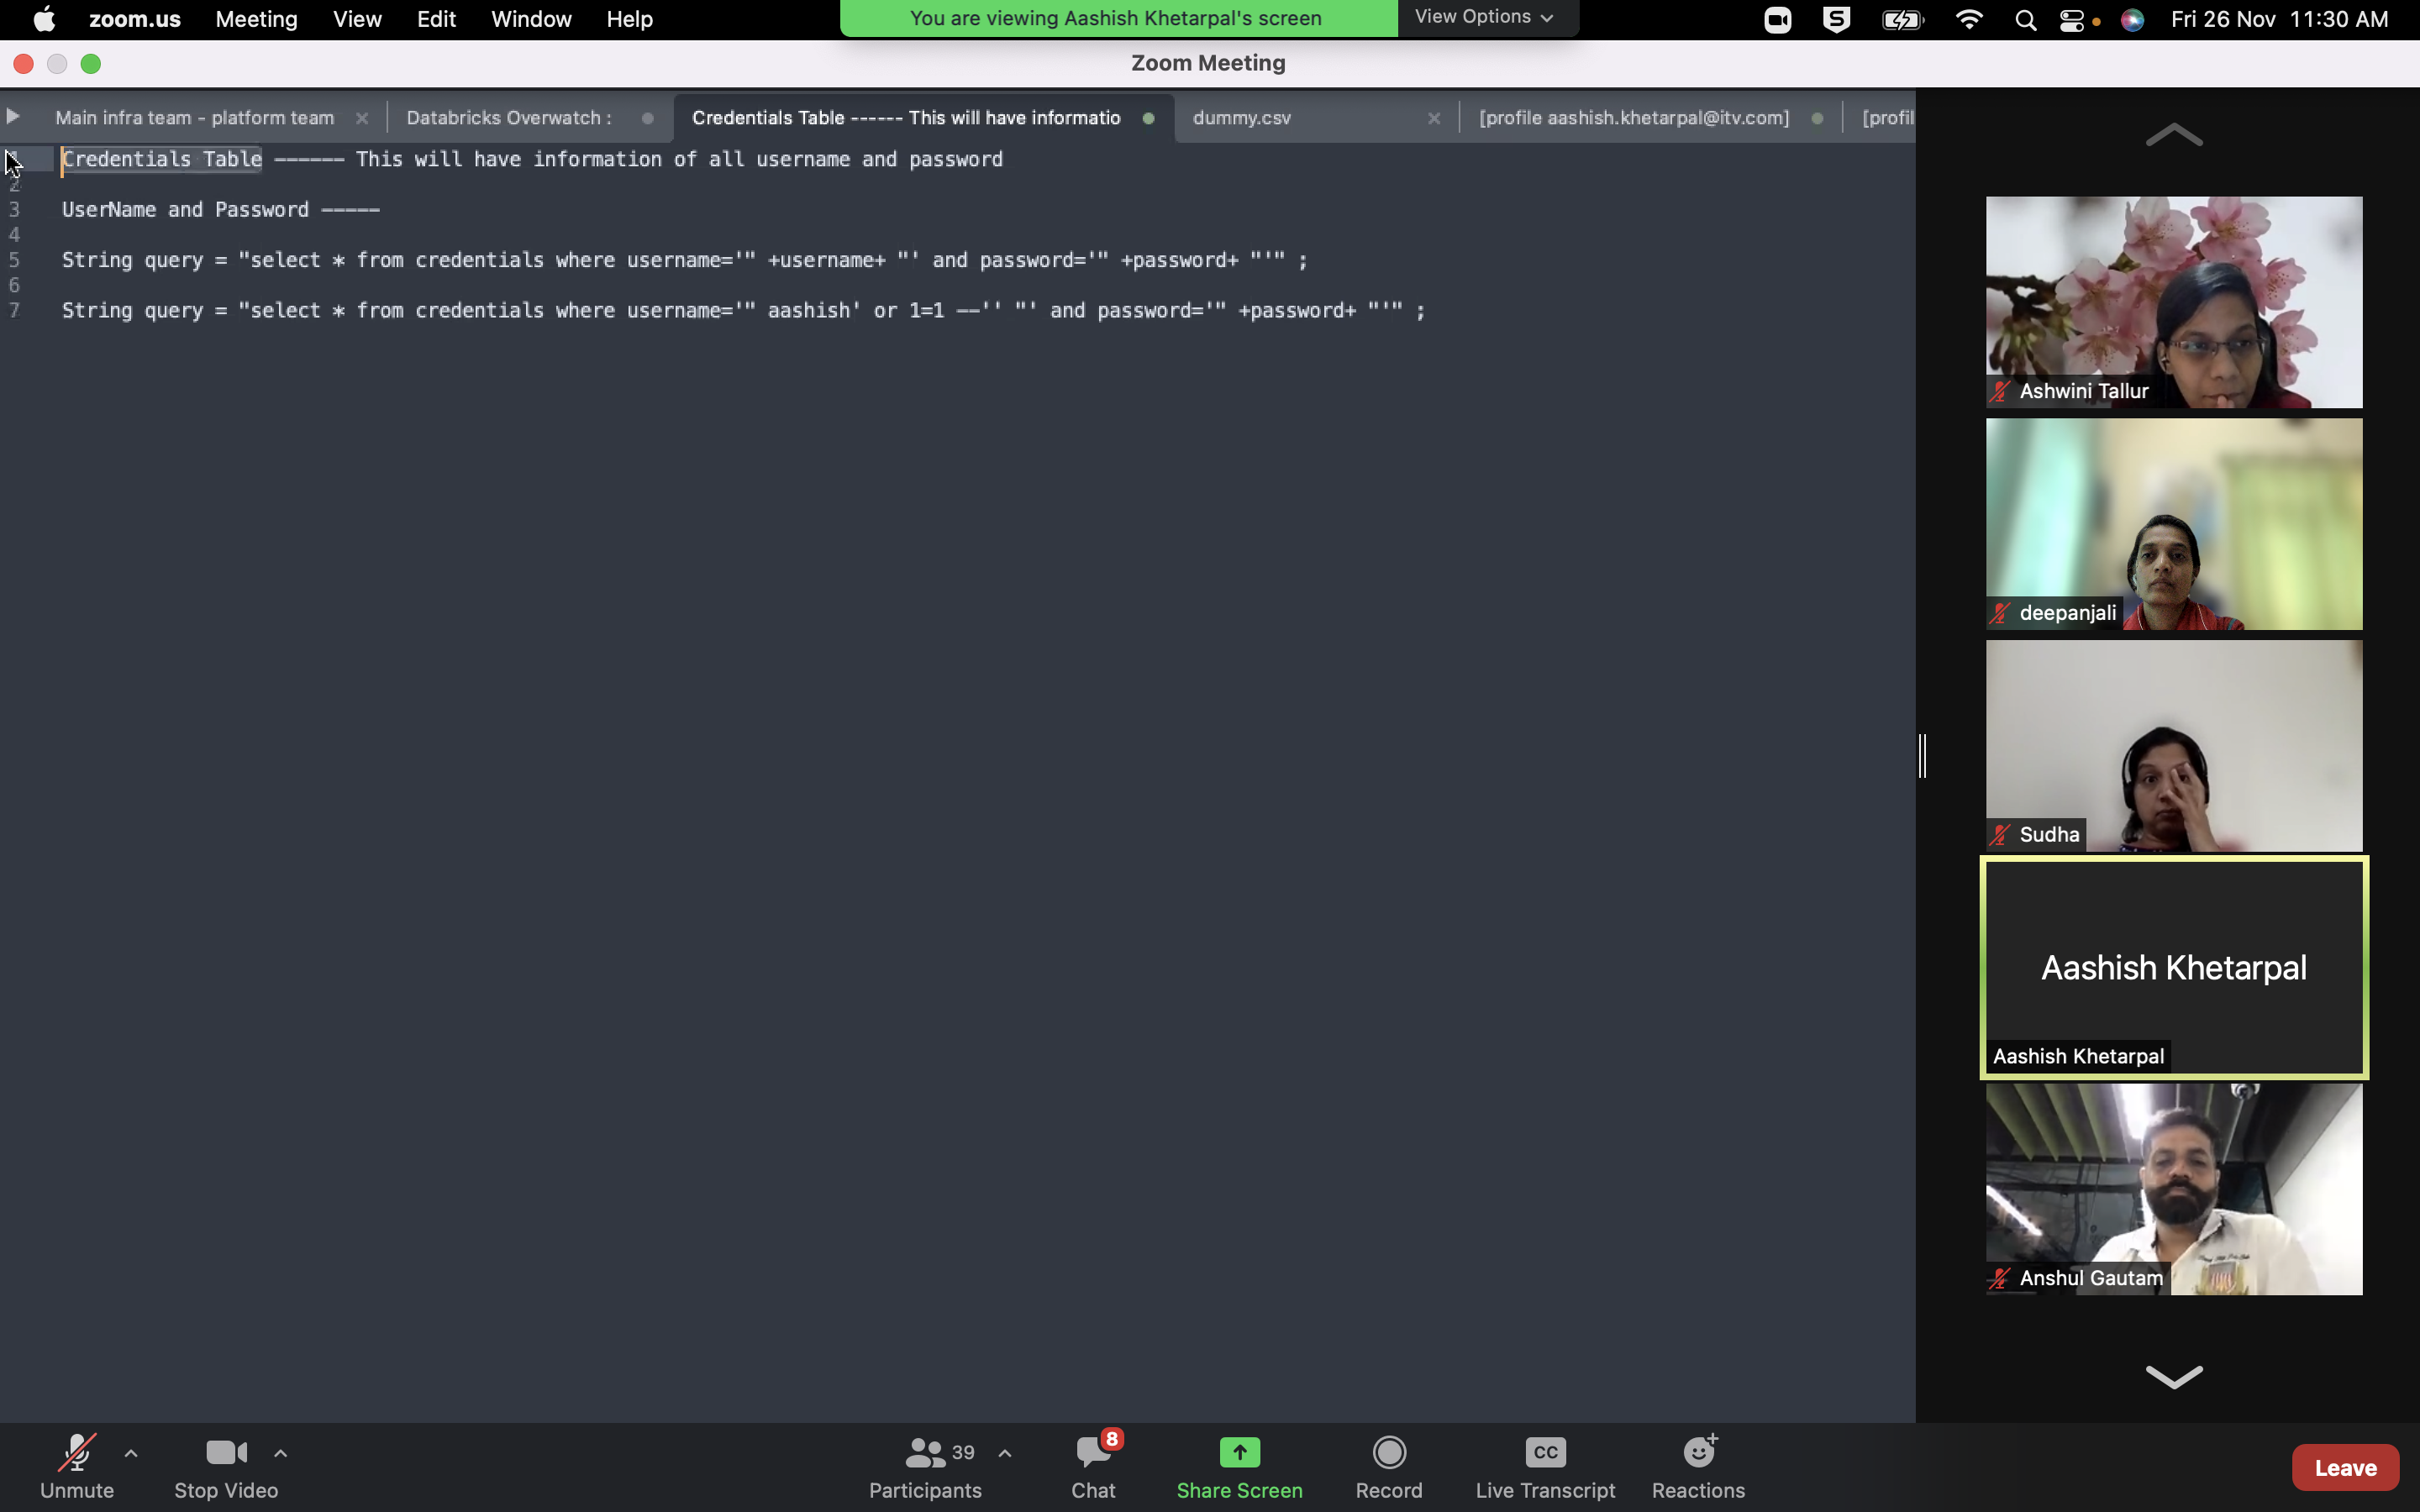 zoom.us Meeting View Edit Window Help
You are viewing Aashish Khetarpal's screen
View Options
Fri 26 Nov 11:30 AM
Zoom Meeting
Main infra team - platform team
Databricks Overwatch :
Credentials Table ------ This will have informatio
dummy.csv
[profile aashish.khetarpal@itv.com]
[profil
Credentials Table ------ This will have information of all username and password
2
3 UserName and Password -----
4
5 String query = "select * from credentials where username='" +username+ "' and password='" +password+ "'" ;
6
7 String query = "select * from credentials where username='" aashish' or 1=1 --'' "' and password='" +password+ "'" ;
Ashwini Tallur
deepanjali
Sudha
Aashish Khetarpal
Aashish Khetarpal
Anshul Gautam
Unmute
Stop Video
39
Participants
8
Chat
Share Screen
Record
CC
Live Transcript
Reactions
Leave